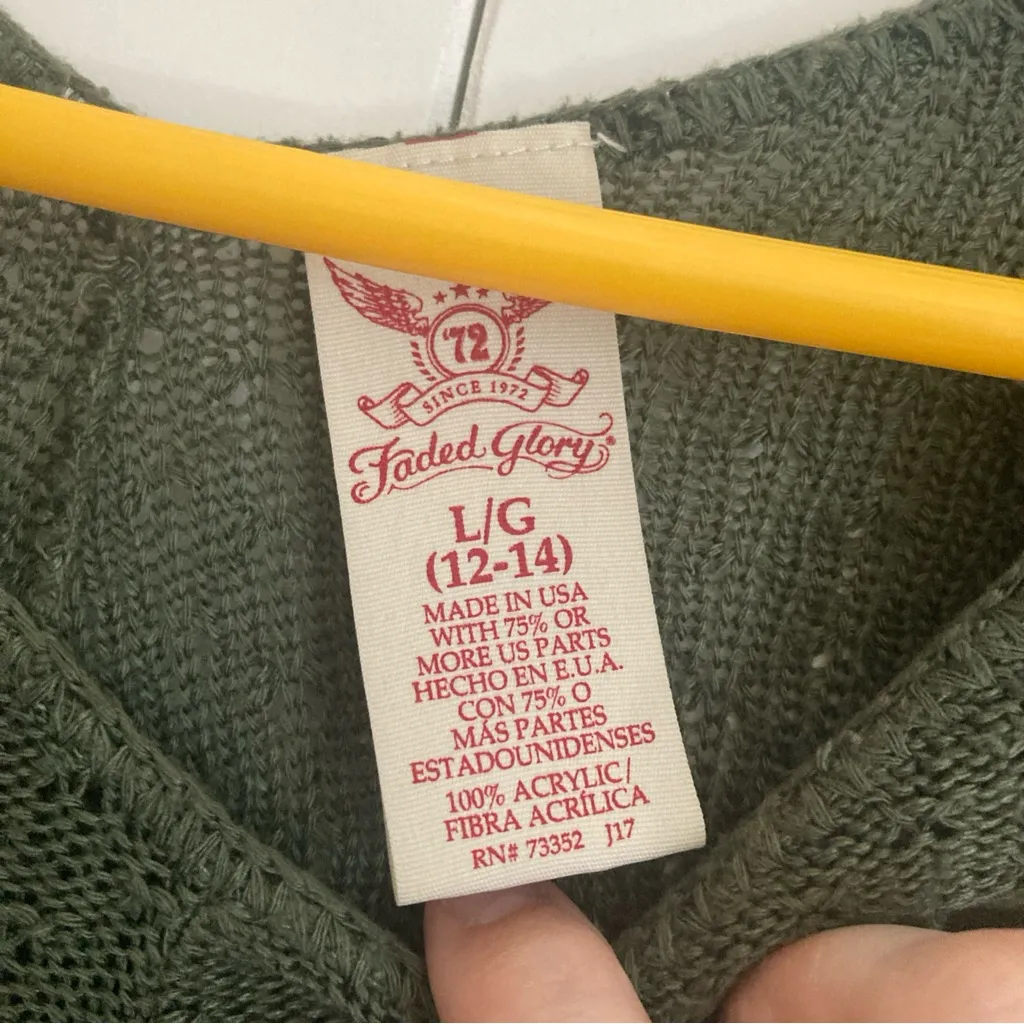 '72
SINCE 1972
Faded Glory®
L/G
(12-14)
MADE IN USA
WITH 75% OR
MORE US PARTS
HECHO EN E.U.A.
CON 75% O
MÁS PARTES
ESTADOUNIDENSES
100% ACRYLIC/
FIBRA ACRÍLICA
RN# 73352 J17